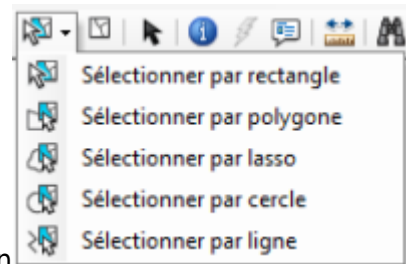 Sélectionner par rectangle
Sélectionner par polygone
Sélectionner par lasso
Sélectionner par cercle
n
Sélectionner par ligne